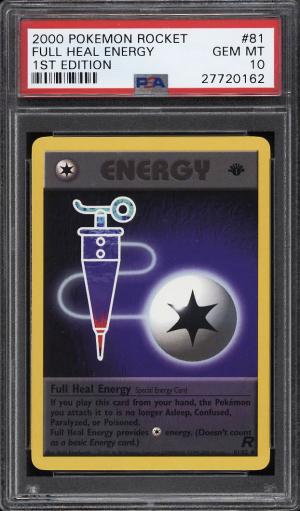 2000 POKEMON ROCKET #81
FULL HEAL ENERGY GEM MT
1ST EDITION 10
PSA 27720162
ENERGY
Full Heal Energy Special Energy Card
If you play this card from your hand, the Pokémon
you attach it to is no longer Asleep, Confused,
Paralyzed, or Poisoned.
Full Heal Energy provides energy. (Doesn't count
as a basic Energy card.)
81/82
R